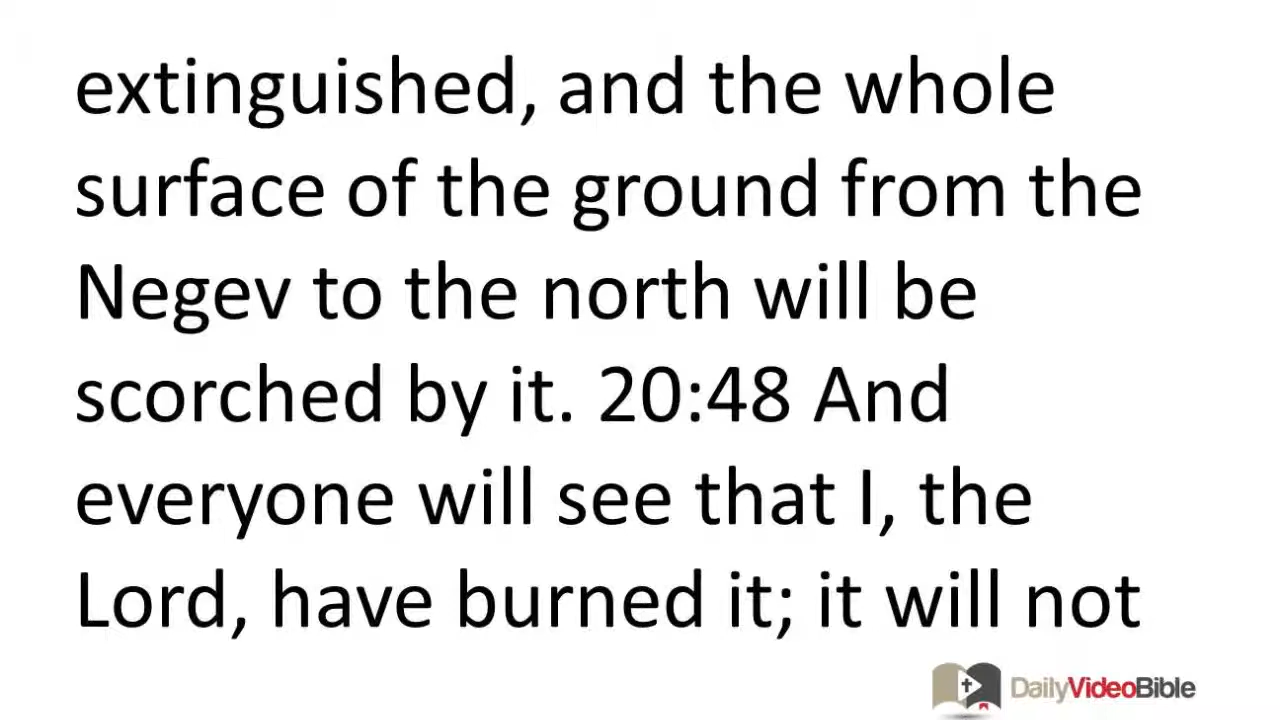 extinguished, and the whole
surface of the ground from the
Negev to the north will be
scorched by it. 20:48 And
everyone will see that I, the
Lord, have burned it; it will not
DailyVideoBible